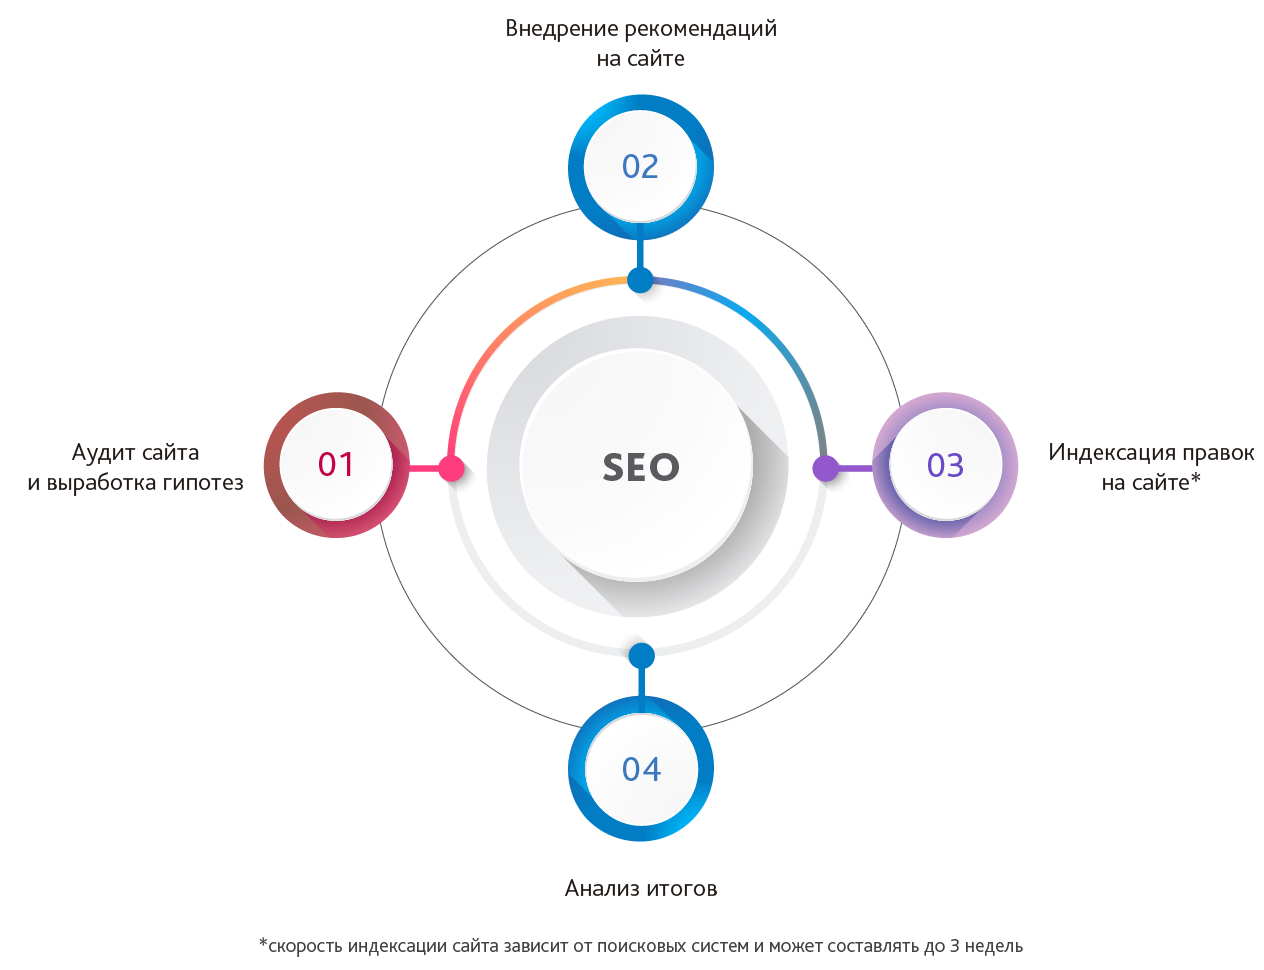 Внедрение рекомендаций
на сайте
02
Аудит сайта
и выработка гипотез
01
SEO
03
Индексация правок
на сайте*
04
Анализ итогов
*скорость индексации сайта зависит от поисковых систем и может составлять до 3 недель